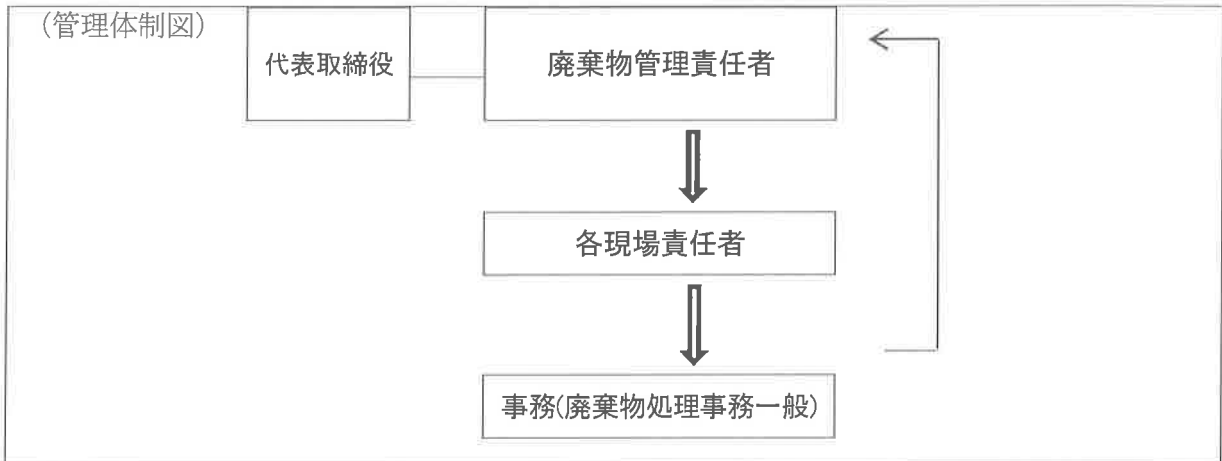 (管理体制図)
代表取締役
廃棄物管理責任者
各現場責任者
事務(廃棄物処理事務一般)